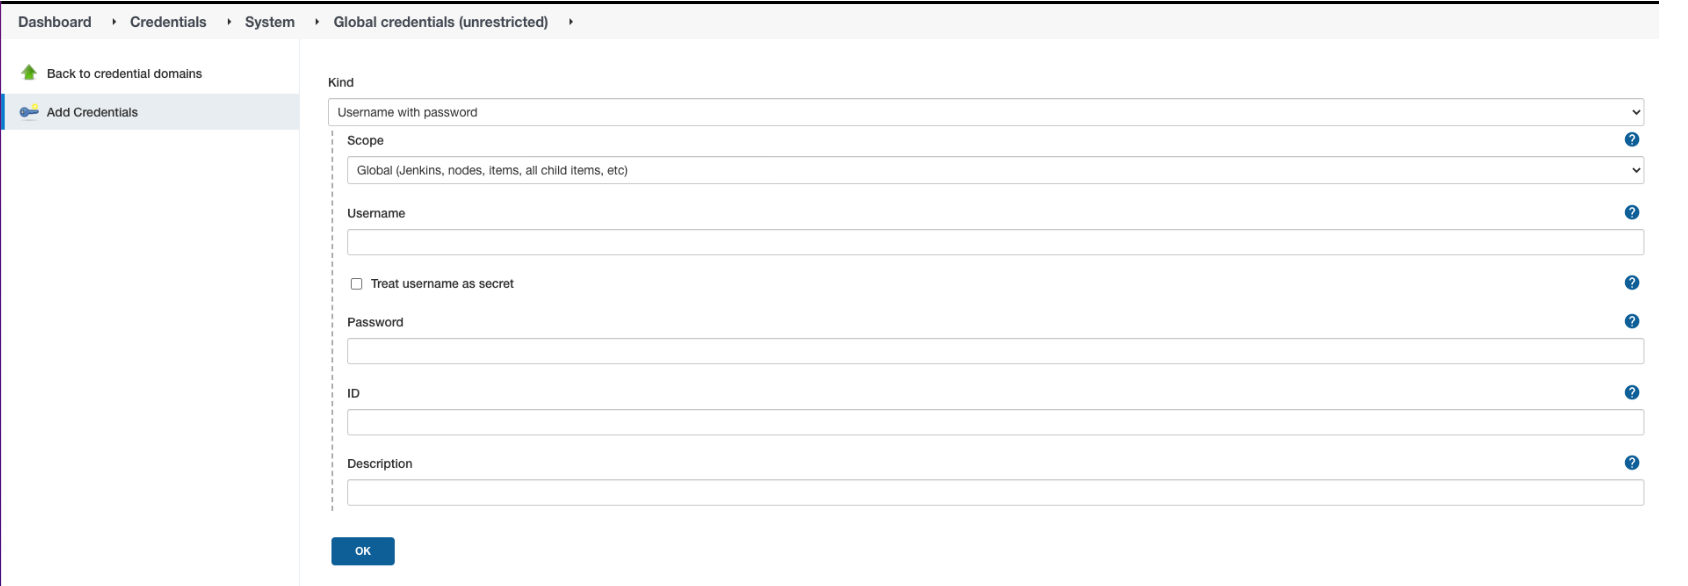 Dashboard Credentials System Global credentials (unrestricted)
Back to credential domains
Add Credentials
Kind
Username with password
Scope
?
Global (Jenkins, nodes, items, all child items, etc)
Username
?
Treat username as secret
?
Password
?
ID
?
Description
?
OK